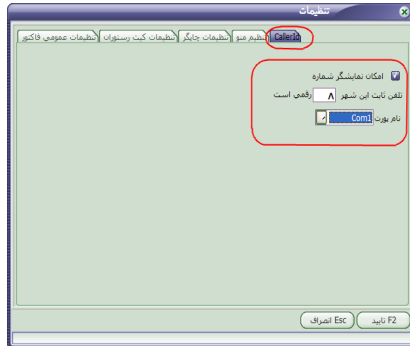 تنظیمات
CallerId تنظیم منو تنظیمات چاپگر تنظیمات کیت رستوران تنظیمات عمومی فاکتور
امکان نمایشگر شماره
تلفن ثابت این شهر ۸ رقمی است
نام پورت Com1
F2 تایید Esc انصراف